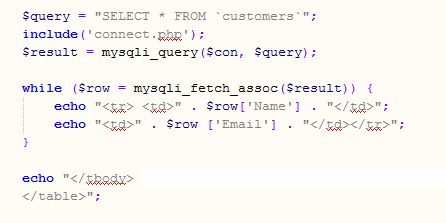 $query = "SELECT * FROM `customers`";
include('connect.php');
$result = mysqli_query($con, $query);
while ($row = mysqli_fetch_assoc($result)) {
echo "<tr> <td>" . $row['Name'] . "</td>";
echo "<td>" . $row ['Email'] . "</td></tr>";
}
echo "</tbody>
</table>";